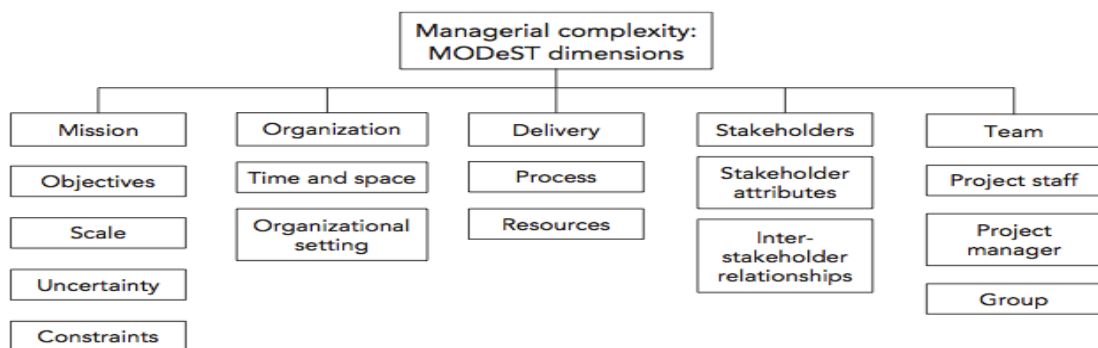 Managerial complexity:
MODeST dimensions
Mission
Objectives
Scale
Uncertainty
Constraints
Organization
Time and space
Organizational
setting
Delivery
Process
Resources
Stakeholders
Stakeholder
attributes
Inter-
stakeholder
relationships
Team
Project staff
Project
manager
Group